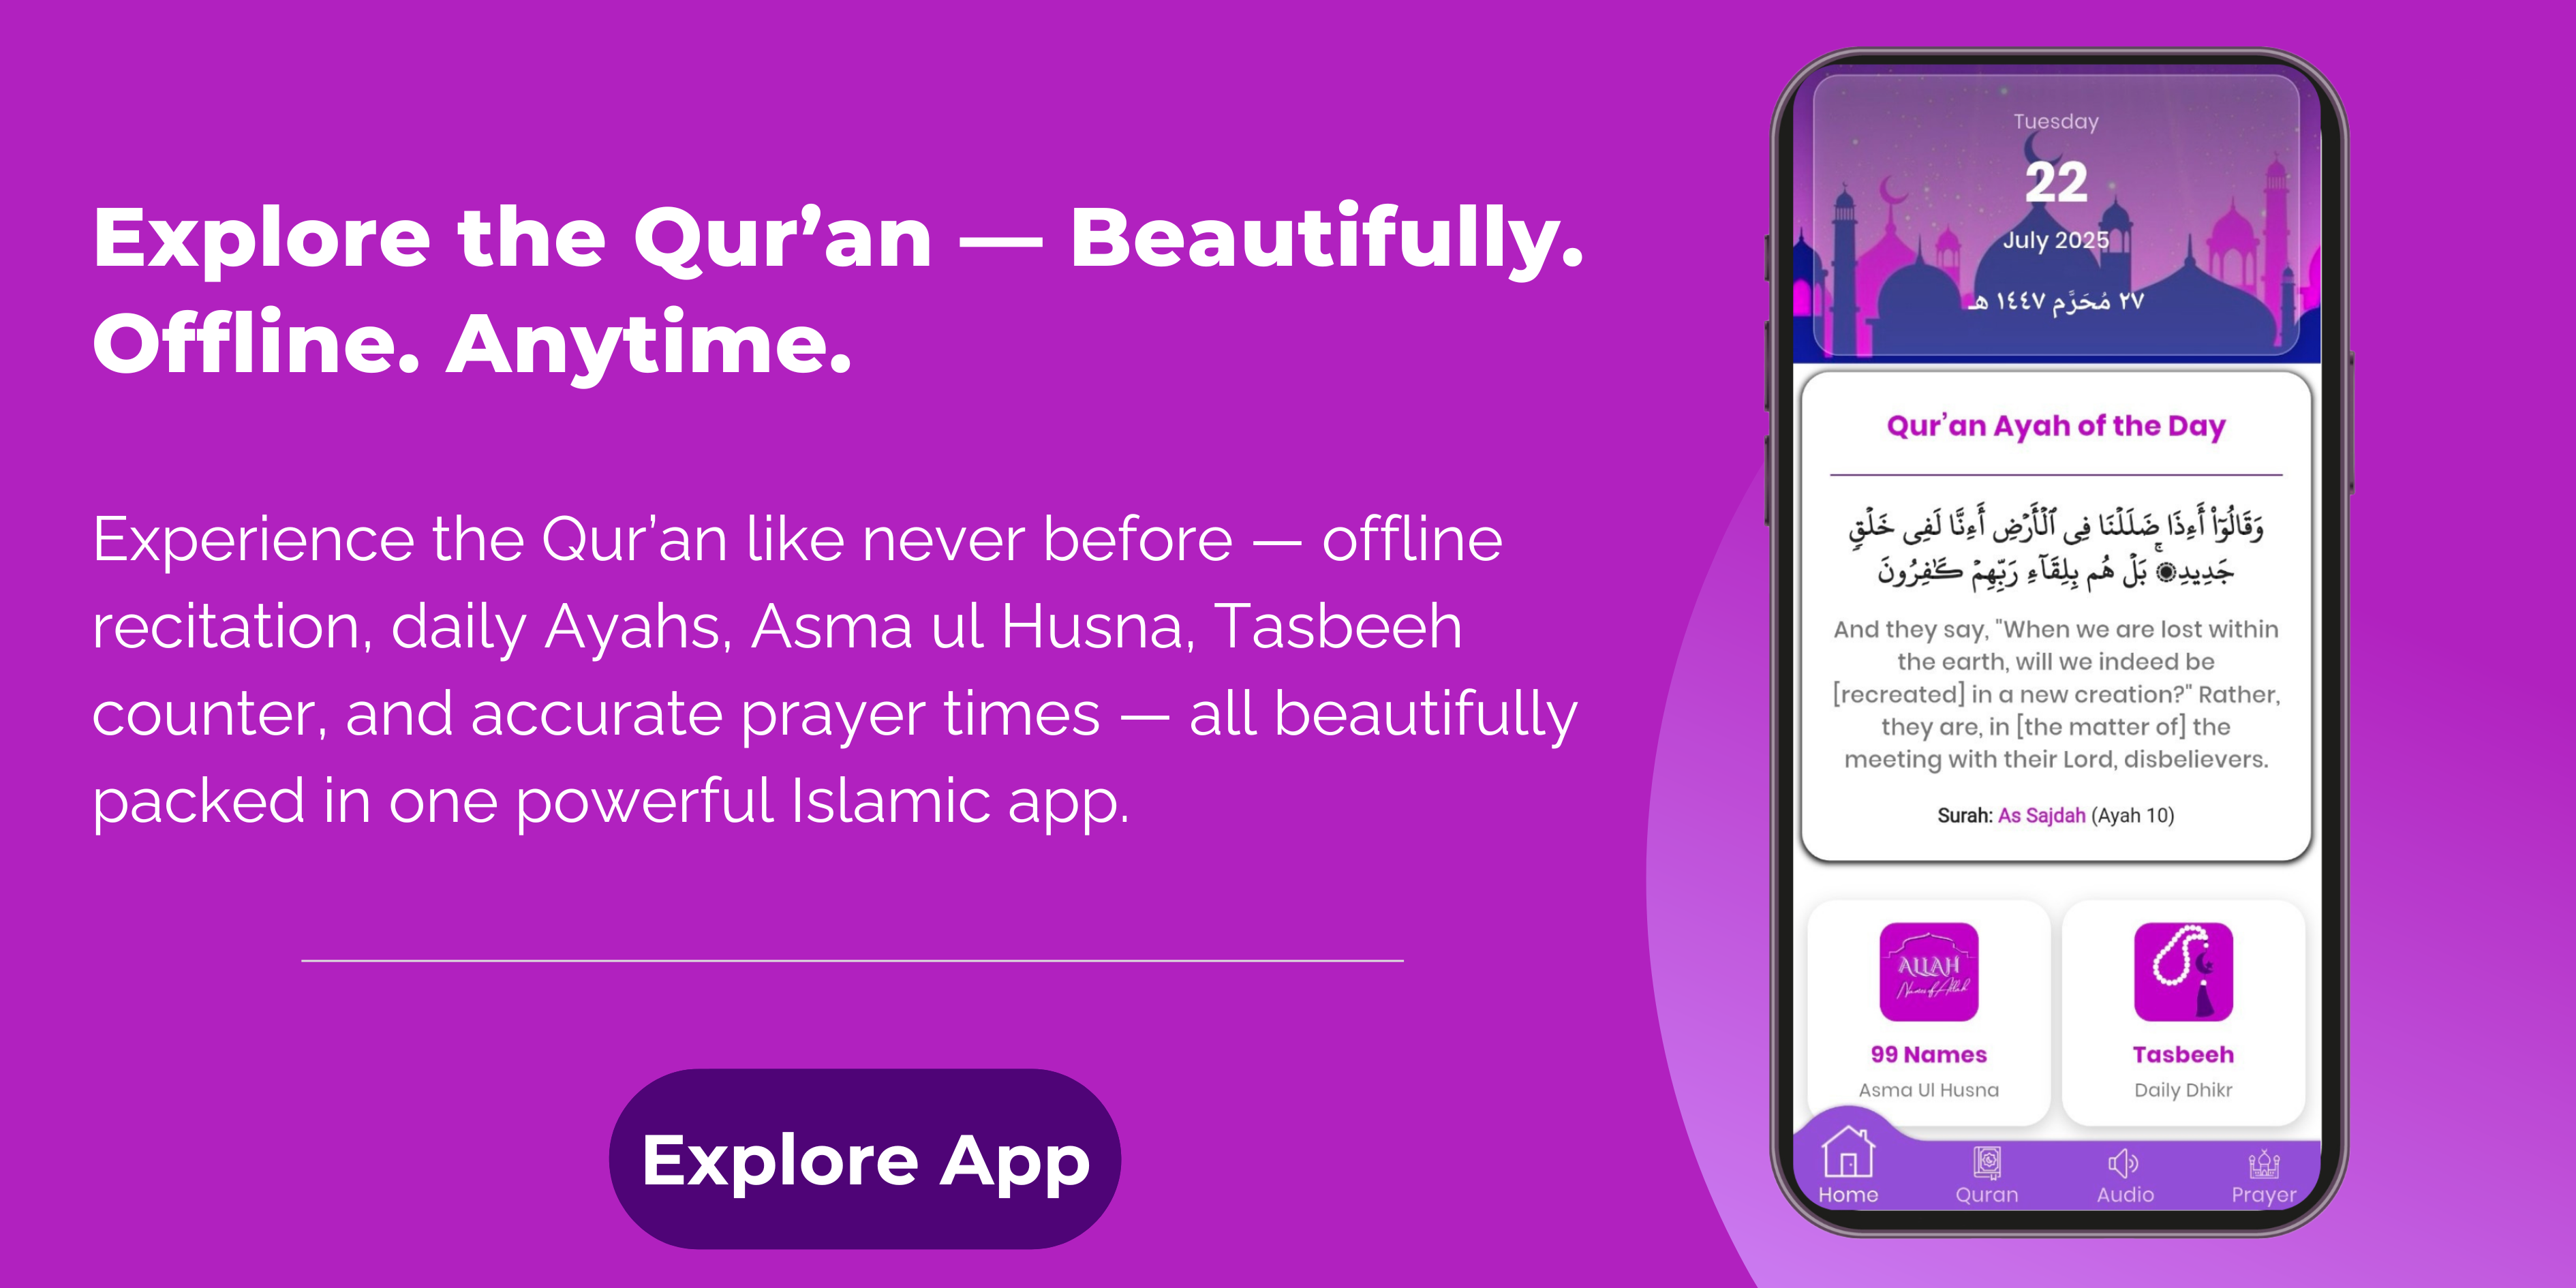 Explore the Qur’an — Beautifully.
Offline. Anytime.
Experience the Qur’an like never before — offline
recitation, daily Ayahs, Asma ul Husna, Tasbeeh
counter, and accurate prayer times — all beautifully
packed in one powerful Islamic app.
Explore App
Tuesday
22
July 2025
٢٧ مُحَرَّم ١٤٤٧ هـ
Qur’an Ayah of the Day
وَقَالُوٓا۟ أَءِذَا ضَلَلْنَا فِى ٱلْأَرْضِ أَءِنَّا لَفِى خَلْقٍ
جَدِيدٍۭ ۚ بَلْ هُم بِلِقَآءِ رَبِّهِمْ كَـٰفِرُونَ
And they say, "When we are lost within
the earth, will we indeed be
[recreated] in a new creation?" Rather,
they are, in [the matter of] the
meeting with their Lord, disbelievers.
Surah: As Sajdah (Ayah 10)
ALLAH
Names of Allah
99 Names
Asma Ul Husna
Tasbeeh
Daily Dhikr
Home
Quran
Audio
Prayer